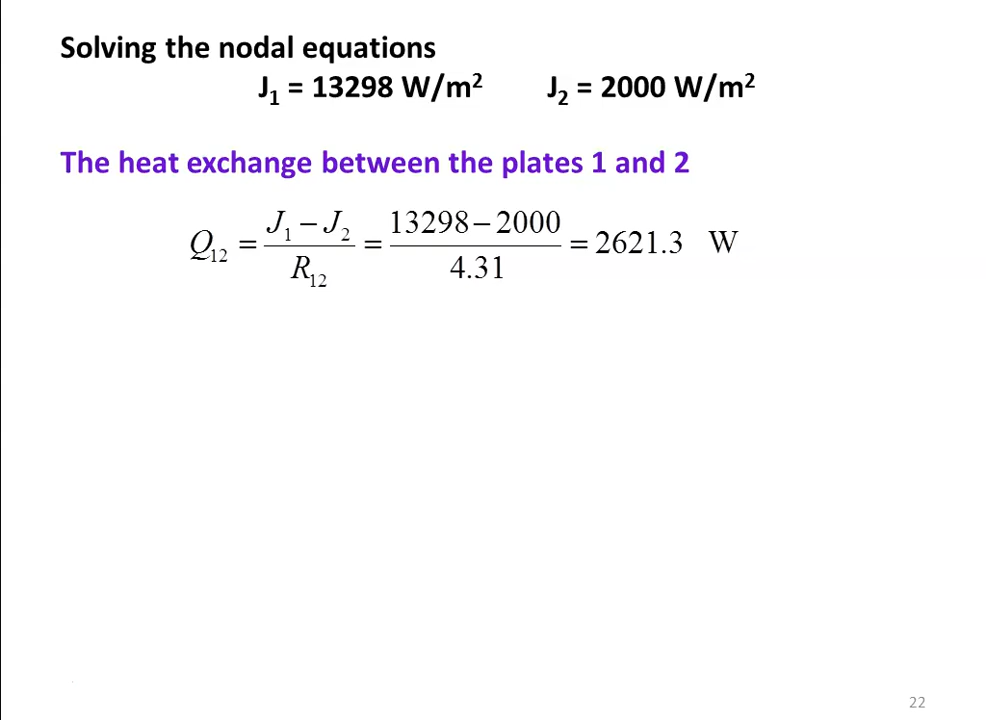 Solving the nodal equations
J₁ = 13298 W/m² J₂ = 2000 W/m²
The heat exchange between the plates 1 and 2
Q₁₂ = (J₁ − J₂)/R₁₂ = (13298 − 2000)/4.31 = 2621.3 W
22